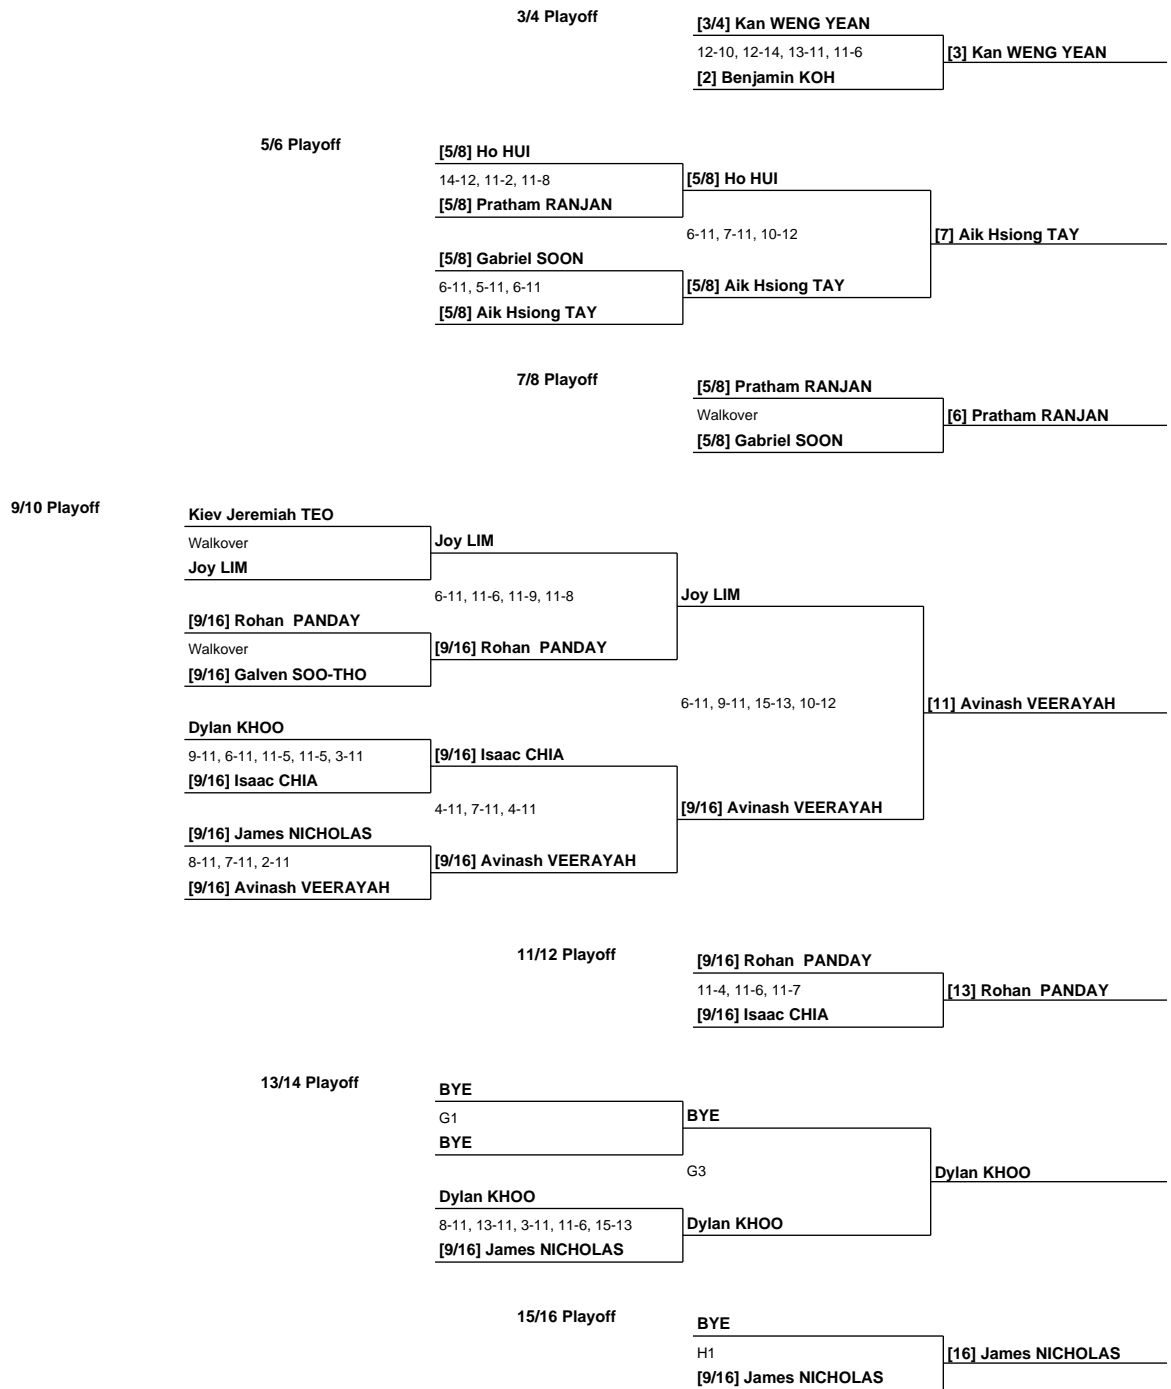 3/4 Playoff
[3/4] Kan WENG YEAN
12-10, 12-14, 13-11, 11-6
[3] Kan WENG YEAN
[2] Benjamin KOH
5/6 Playoff
[5/8] Ho HUI
14-12, 11-2, 11-8
[5/8] Ho HUI
[5/8] Pratham RANJAN
6-11, 7-11, 10-12
[7] Aik Hsiong TAY
[5/8] Gabriel SOON
6-11, 5-11, 6-11
[5/8] Aik Hsiong TAY
[5/8] Aik Hsiong TAY
7/8 Playoff
[5/8] Pratham RANJAN
Walkover
[6] Pratham RANJAN
[5/8] Gabriel SOON
9/10 Playoff
Kiev Jeremiah TEO
Walkover
Joy LIM
Joy LIM
6-11, 11-6, 11-9, 11-8
Joy LIM
[9/16] Rohan  PANDAY
Walkover
[9/16] Rohan  PANDAY
[9/16] Galven SOO-THO
6-11, 9-11, 15-13, 10-12
[11] Avinash VEERAYAH
Dylan KHOO
9-11, 6-11, 11-5, 11-5, 3-11
[9/16] Isaac CHIA
[9/16] Isaac CHIA
4-11, 7-11, 4-11
[9/16] Avinash VEERAYAH
[9/16] James NICHOLAS
8-11, 7-11, 2-11
[9/16] Avinash VEERAYAH
[9/16] Avinash VEERAYAH
11/12 Playoff
[9/16] Rohan  PANDAY
11-4, 11-6, 11-7
[13] Rohan  PANDAY
[9/16] Isaac CHIA
13/14 Playoff
BYE
G1
BYE
BYE
G3
Dylan KHOO
Dylan KHOO
8-11, 13-11, 3-11, 11-6, 15-13
Dylan KHOO
[9/16] James NICHOLAS
15/16 Playoff
BYE
H1
[16] James NICHOLAS
[9/16] James NICHOLAS